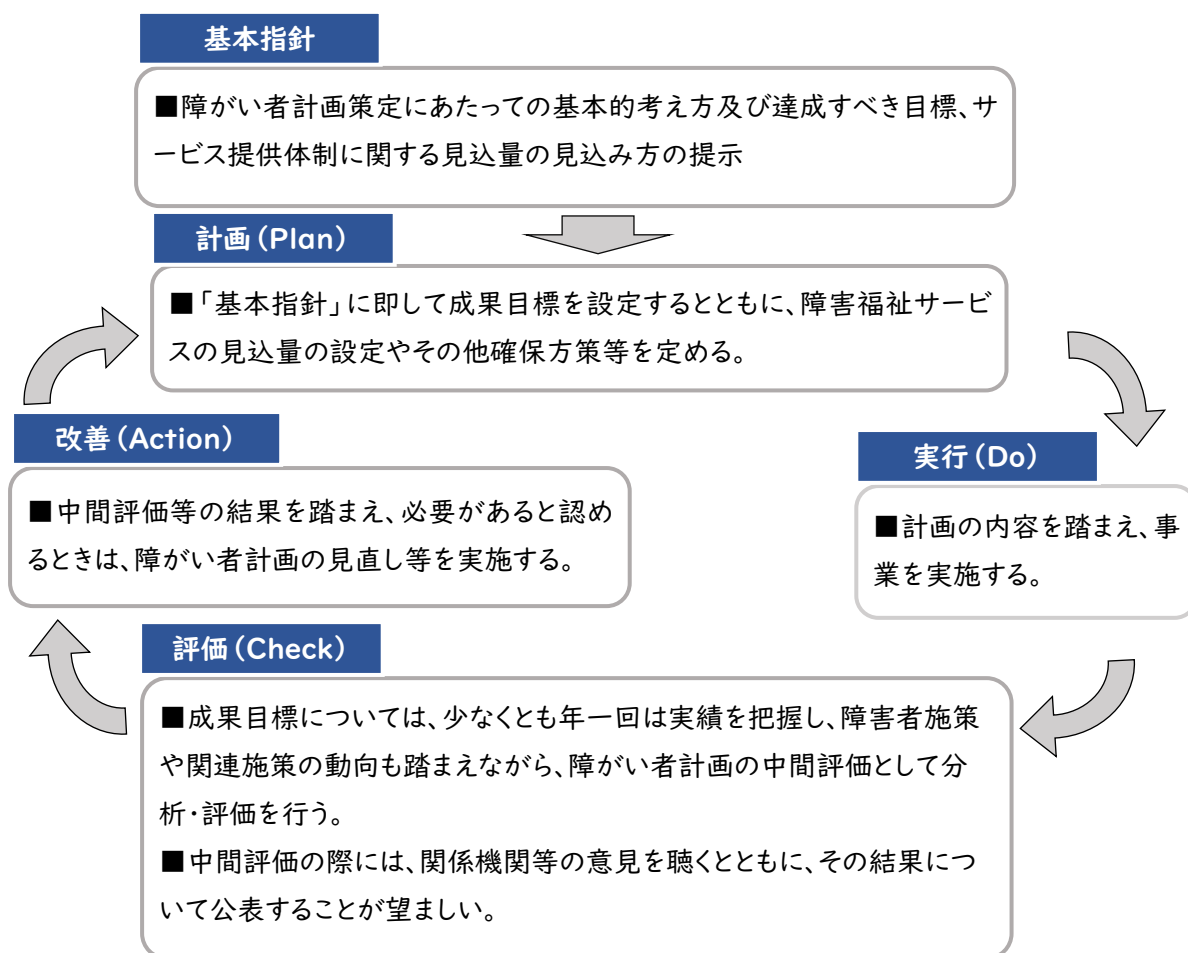 基本指針
■障がい者計画策定にあたっての基本的考え方及び達成すべき目標、サ
ービス提供体制に関する見込量の見込み方の提示
計画(Plan)
■「基本指針」に即して成果目標を設定するとともに、障害福祉サービ
スの見込量の設定やその他確保方策等を定める。
改善(Action)
■中間評価等の結果を踏まえ、必要があると認め
るときは、障がい者計画の見直し等を実施する。
実行(Do)
■計画の内容を踏まえ、事
業を実施する。
評価(Check)
■成果目標については、少なくとも年一回は実績を把握し、障害者施策
や関連施策の動向も踏まえながら、障がい者計画の中間評価として分
析・評価を行う。
■中間評価の際には、関係機関等の意見を聴くとともに、その結果につ
いて公表することが望ましい。